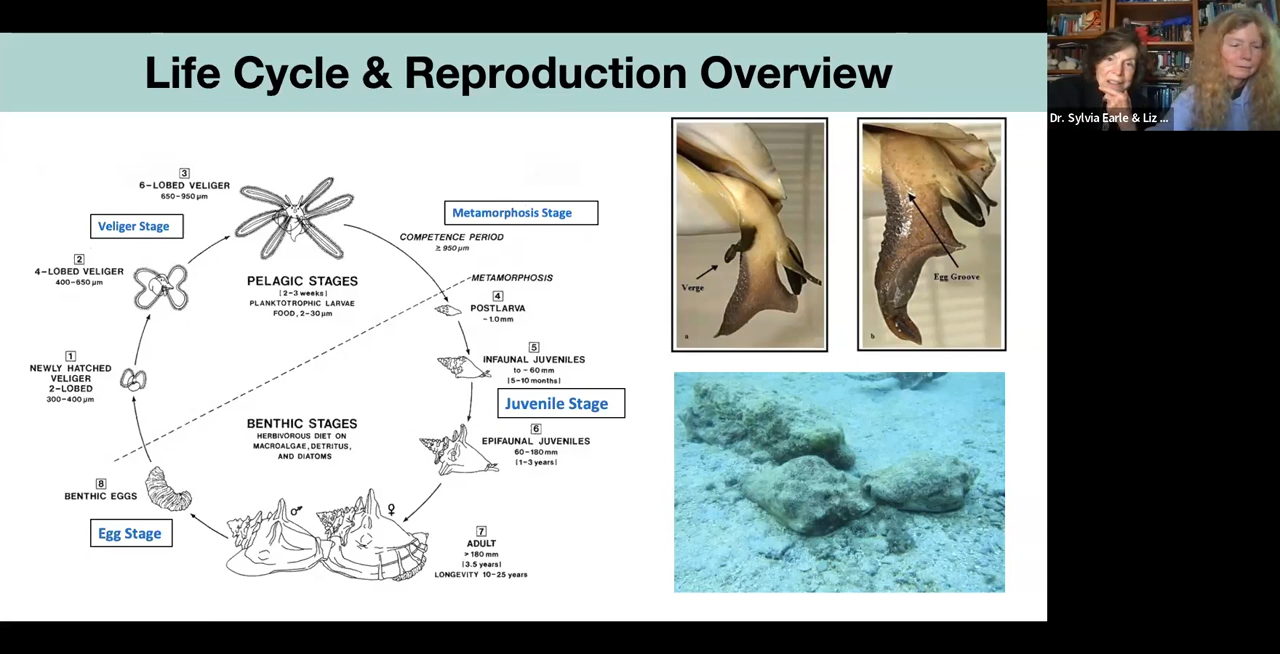 Life Cycle & Reproduction Overview
Dr. Sylvia Earle & Liz ...
3
6-LOBED VELIGER
650-950 µm
Veliger Stage
Metamorphosis Stage
COMPETENCE PERIOD
≥ 950 µm
2
4-LOBED VELIGER
400-650 µm
PELAGIC STAGES
(2-3 weeks)
PLANKTOTROPHIC LARVAE
FOOD, 2-30 µm
METAMORPHOSIS
4
POSTLARVA
~1.0mm
1
NEWLY HATCHED
VELIGER
2-LOBED
300-400 µm
5
INFAUNAL JUVENILES
to ~ 60 mm
(5-10 months)
Juvenile Stage
BENTHIC STAGES
HERBIVOROUS DIET ON
MACROALGAE, DETRITUS,
AND DIATOMS
6
EPIFAUNAL JUVENILES
60-180 mm
(1-3 years)
8
BENTHIC EGGS
Egg Stage
♂
♀
7
ADULT
> 180 mm
(3.5 years)
LONGEVITY 10-25 years
Verge
a
Egg Groove
b